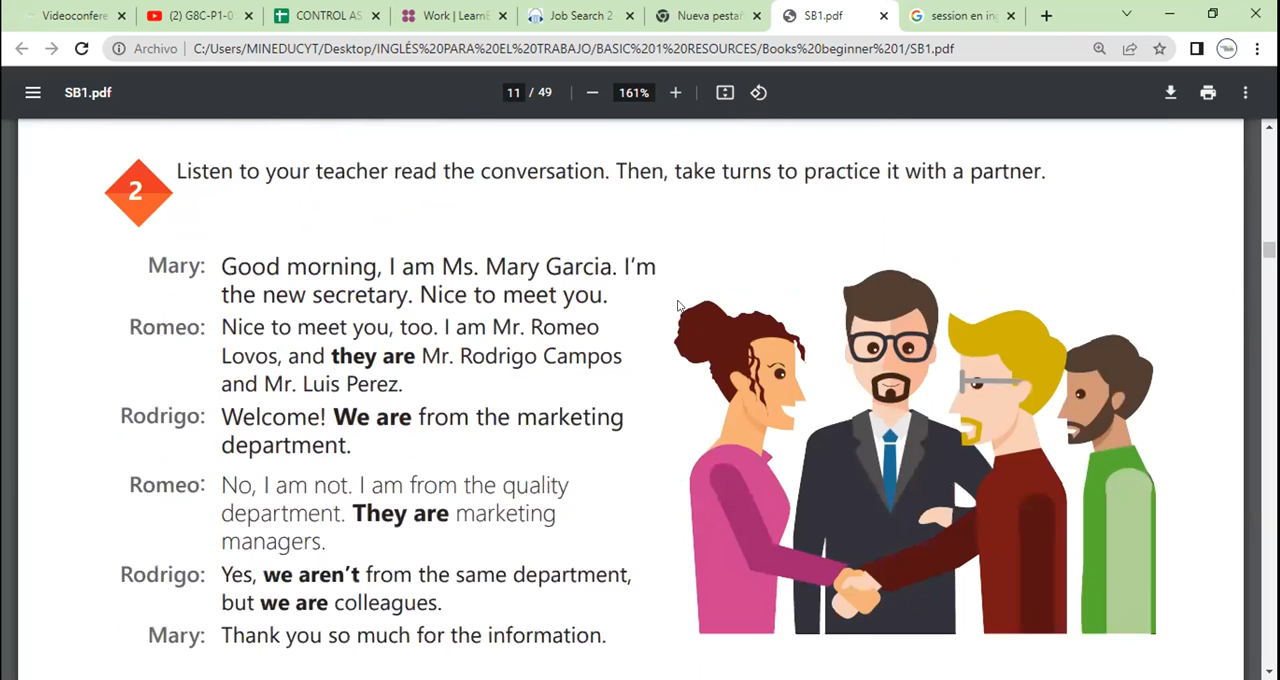 Videoconfere
(2) G8C-P1-0
CONTROL AS
Work | LearnE
Job Search 2
Nueva pestañ
SB1.pdf
session en in
Archivo | C:/Users/MINEDUCYT/Desktop/INGLÉS%20PARA%20EL%20TRABAJO/BASIC%201%20RESOURCES/Books%20beginner%201/SB1.pdf
SB1.pdf
11 / 49
161%
2
Listen to your teacher read the conversation. Then, take turns to practice it with a partner.
Mary: Good morning, I am Ms. Mary Garcia. I'm
the new secretary. Nice to meet you.
Romeo: Nice to meet you, too. I am Mr. Romeo
Lovos, and they are Mr. Rodrigo Campos
and Mr. Luis Perez.
Rodrigo: Welcome! We are from the marketing
department.
Romeo: No, I am not. I am from the quality
department. They are marketing
managers.
Rodrigo: Yes, we aren't from the same department,
but we are colleagues.
Mary: Thank you so much for the information.